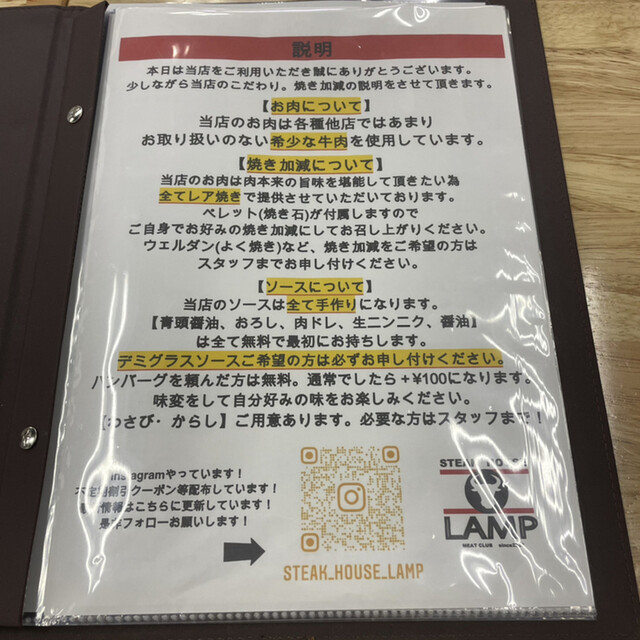 説明
本日は当店をご利用いただき誠にありがとうございます。
少しながら当店のこだわり。焼き加減の説明をさせて頂きます。
【お肉について】
当店のお肉は各種他店ではあまり
お取り扱いのない希少な牛肉を使用しています。
【焼き加減について】
当店のお肉は肉本来の旨味を堪能して頂きたい為
全てレア焼きで提供させていただいております。
ペレット(焼き石)が付属しますので
ご自身でお好みの焼き加減にしてお召し上がりください。
ウェルダン(よく焼き)など、焼き加減をご希望の方は
スタッフまでお申し付けください。
【ソースについて】
当店のソースは全て手作りになります。
【青頭醤油、おろし、肉ドレ、生ニンニク、醤油】
は全て無料で最初にお持ちします。
デミグラスソースご希望の方は必ずお申し付けください。
ハンバーグを頼んだ方は無料。通常でしたら＋¥100になります。
味変をして自分好みの味をお楽しみください。
【わさび・からし】ご用意あります。必要な方はスタッフまで！
Instagramやっています！
割引クーポン等配布しています！
情報はこちらに更新しています！
是非フォローお願いします！
STEAK_HOUSE_LAMP
STEAK HOUSE
LAMP
MEAT CLUB since